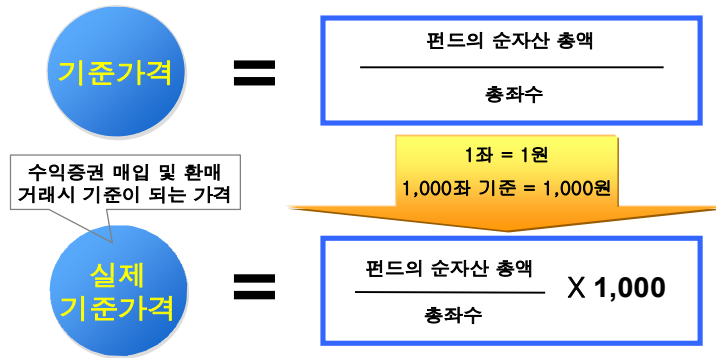 기준가격
=
펀드의 순자산 총액
총좌수
1좌 = 1원
1,000좌 기준 = 1,000원
수익증권 매입 및 환매
거래시 기준이 되는 가격
실제
기준가격
=
펀드의 순자산 총액
총좌수
X 1,000